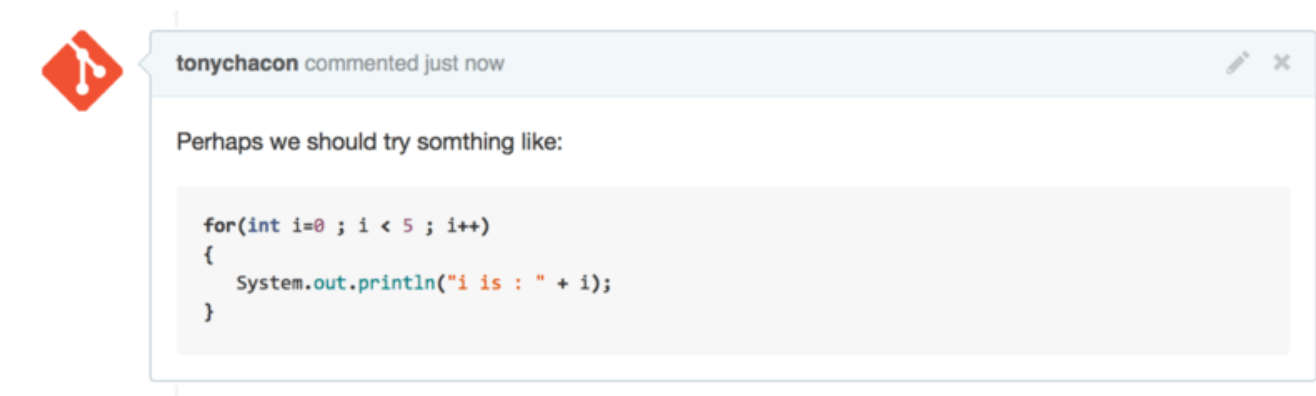 tonychacon commented just now
Perhaps we should try somthing like:
for(int i=0 ; i < 5 ; i++)
{
   System.out.println("i is : " + i);
}